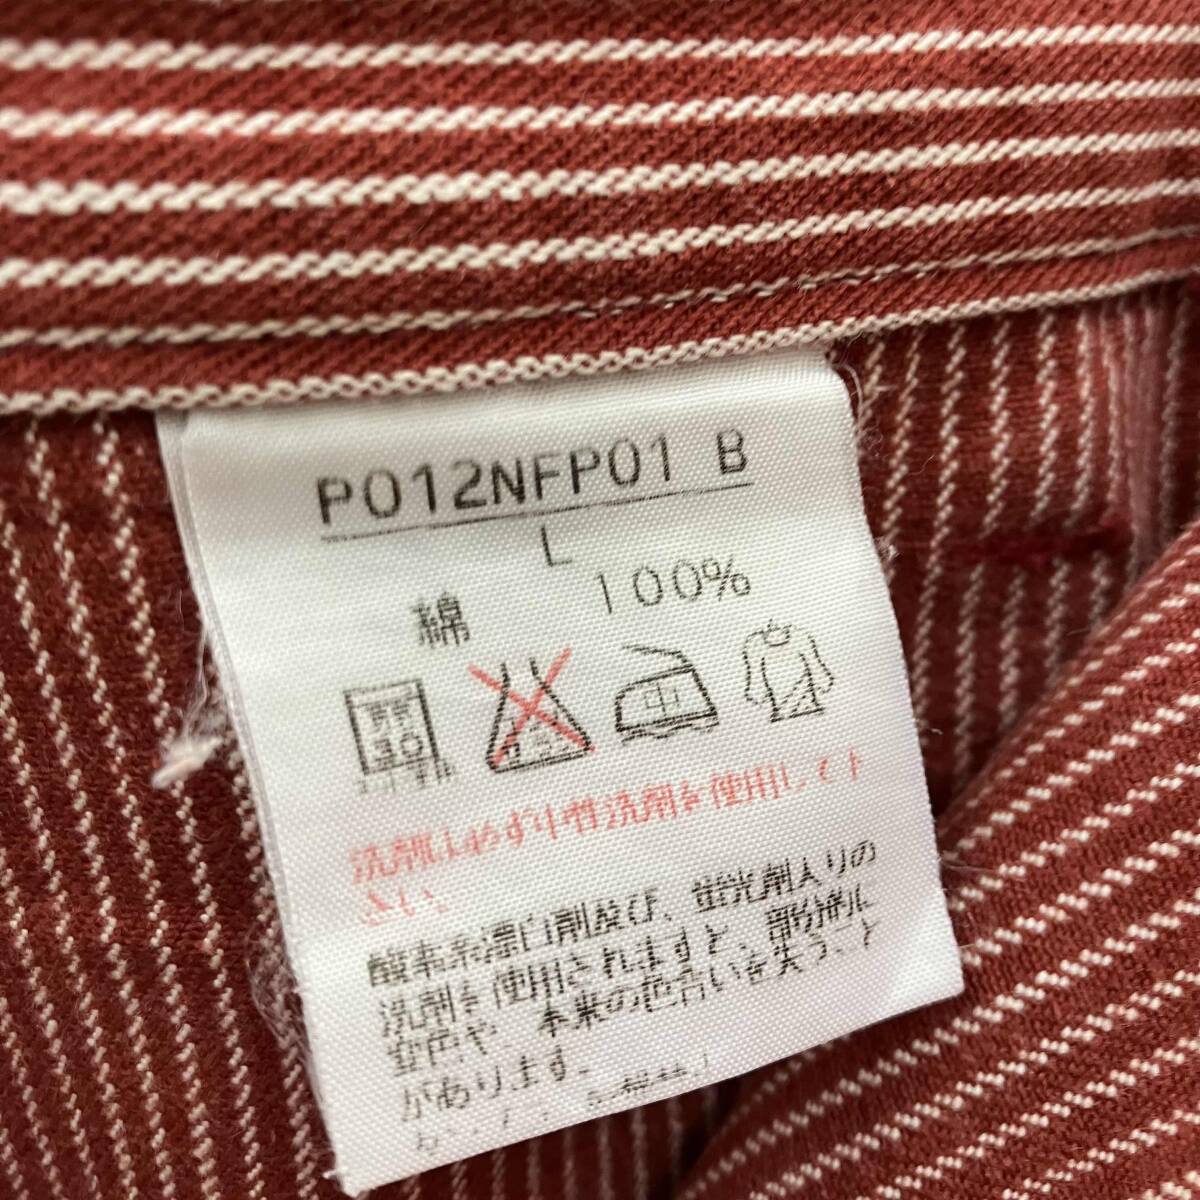 P012NFP01 B
L
綿 100%
30
洗剤は必ず中性洗剤を使用して下
さい。
酸素系漂白剤及び、蛍光剤入りの
洗剤を使用されますと、部分的に
変色や、本来の色合いを失うこと
があります。